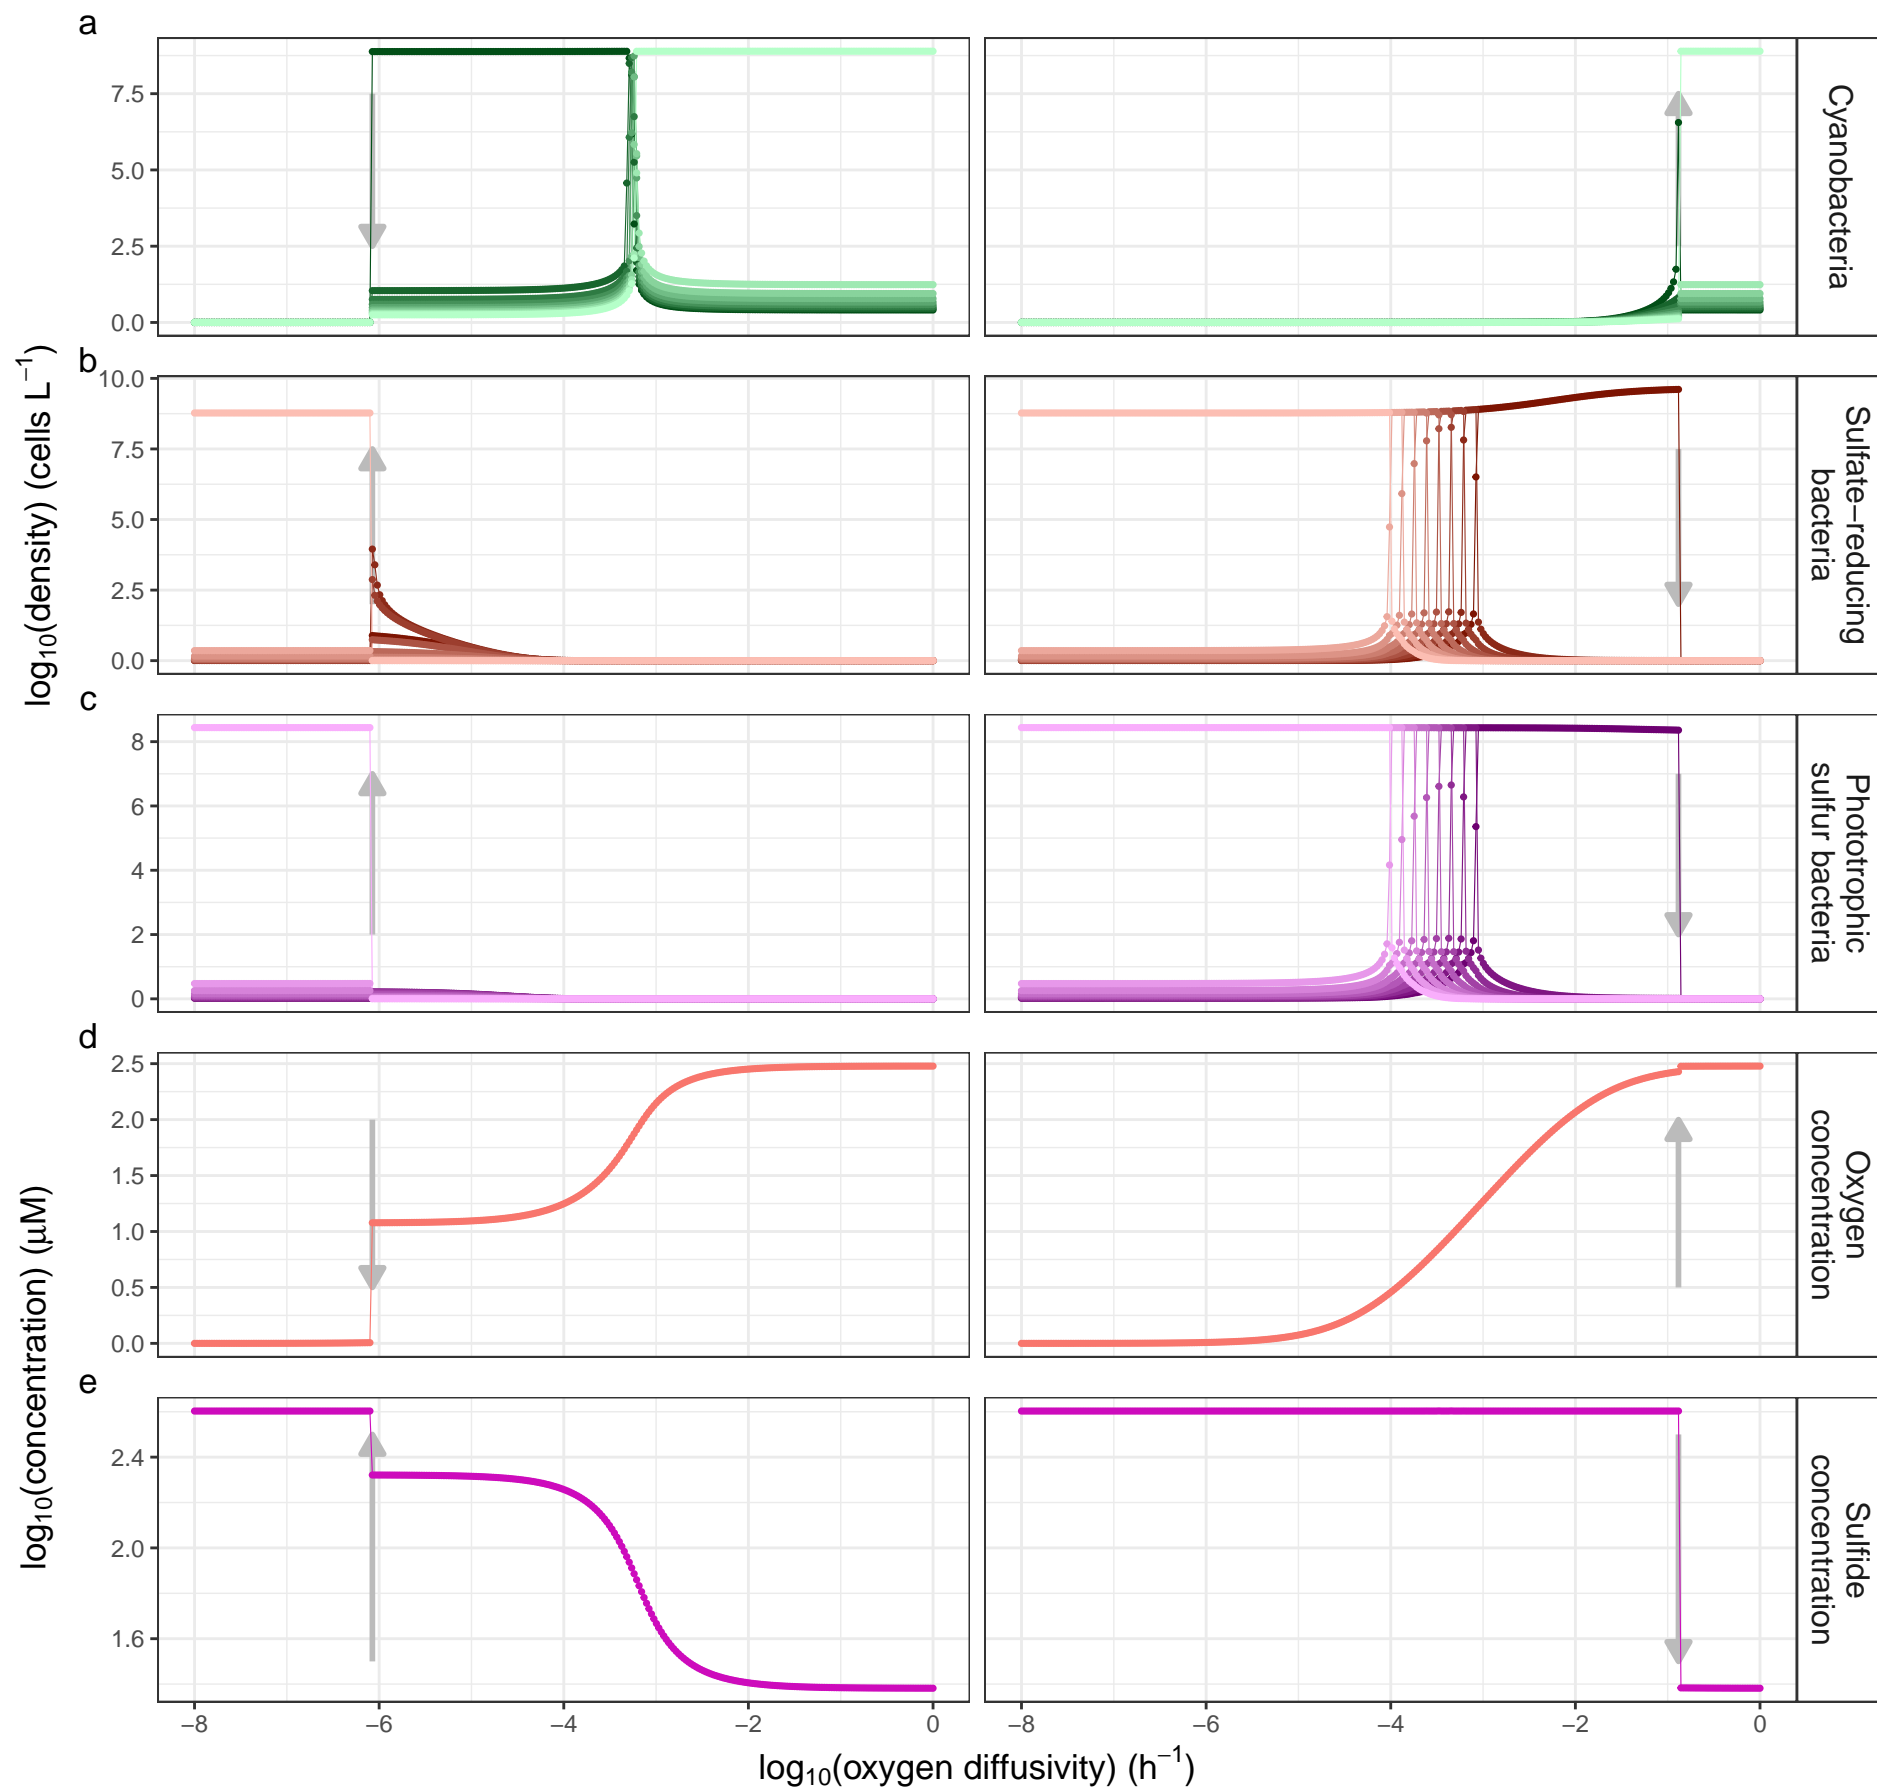 a
7.5
5.0
2.5
0.0
Cyanobacteria
b
10.0
7.5
5.0
2.5
0.0
Sulfate−reducing
bacteria
log10(density) (cells L−1)
c
8
6
4
2
0
Phototrophic
sulfur bacteria
d
2.5
2.0
1.5
1.0
0.5
0.0
Oxygen
concentration
log10(concentration) (μM)
e
2.4
2.0
1.6
Sulfide
concentration
−8 −6 −4 −2 0 −8 −6 −4 −2 0
log10(oxygen diffusivity) (h−1)